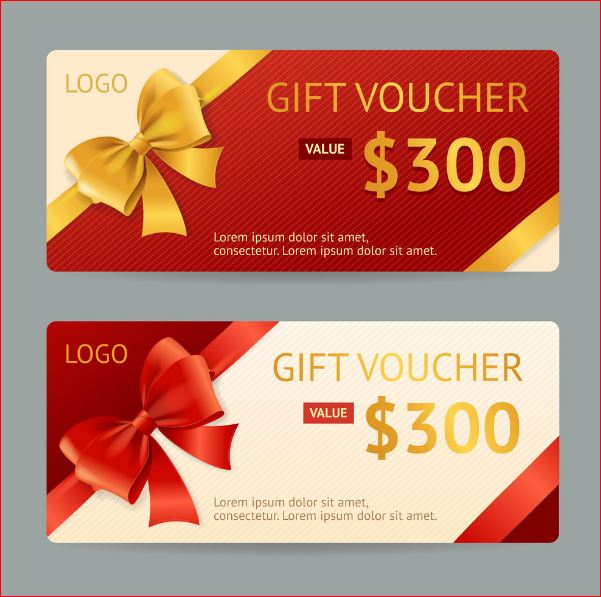 LOGO
GIFT VOUCHER
VALUE
$300
Lorem ipsum dolor sit amet,
consectetur. Lorem ipsum dolor sit amet.
LOGO
GIFT VOUCHER
VALUE
$300
Lorem ipsum dolor sit amet,
consectetur. Lorem ipsum dolor sit amet.